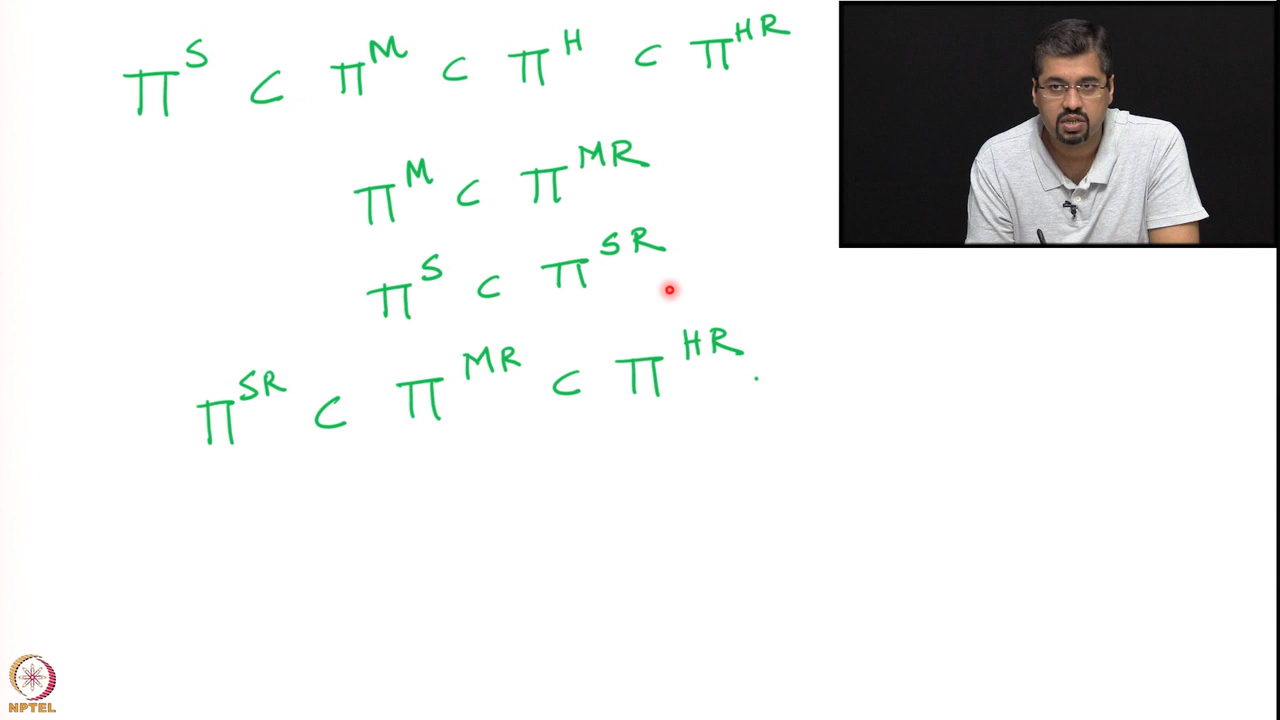 Π^S ⊂ Π^M ⊂ Π^H ⊂ Π^HR
Π^M ⊂ Π^MR
Π^S ⊂ Π^SR
Π^SR ⊂ Π^MR ⊂ Π^HR .
NPTEL